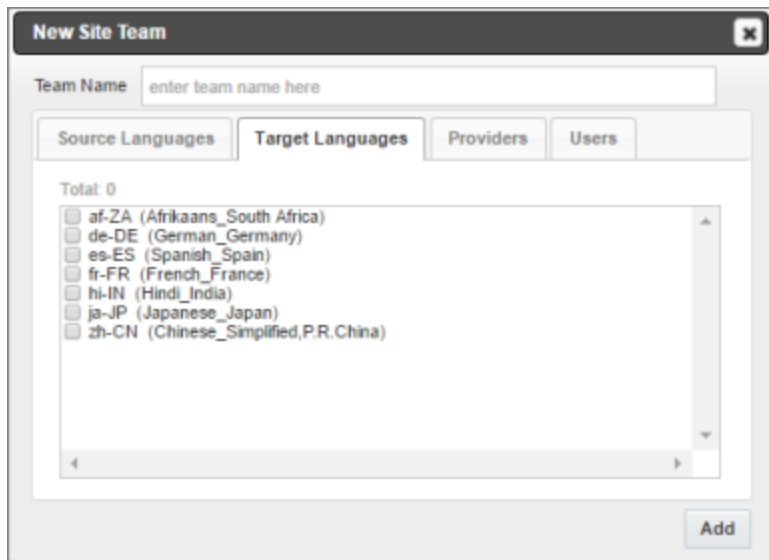 New Site Team
Team Name enter team name here
Source Languages Target Languages Providers Users
Total: 0
af-ZA (Afrikaans_South Africa)
de-DE (German_Germany)
es-ES (Spanish_Spain)
fr-FR (French_France)
hi-IN (Hindi_India)
ja-JP (Japanese_Japan)
zh-CN (Chinese_Simplified,P.R.China)
Add